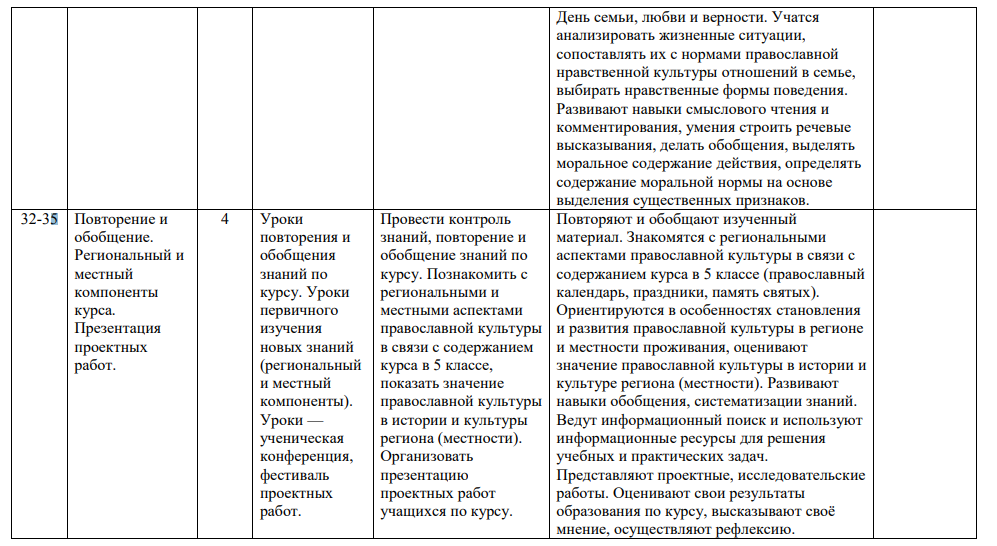 День семьи, любви и верности. Учатся
анализировать жизненные ситуации,
сопоставлять их с нормами православной
нравственной культуры отношений в семье,
выбирать нравственные формы поведения.
Развивают навыки смыслового чтения и
комментирования, умения строить речевые
высказывания, делать обобщения, выделять
моральное содержание действия, определять
содержание моральной нормы на основе
выделения существенных признаков.
32-35
Повторение и
обобщение.
Региональный и
местный
компоненты
курса.
Презентация
проектных
работ.
4
Уроки
повторения и
обобщения
знаний по
курсу. Уроки
первичного
изучения
новых знаний
(региональный
и местный
компоненты).
Уроки —
ученическая
конференция,
фестиваль
проектных
работ.
Провести контроль
знаний, повторение и
обобщение знаний по
курсу. Познакомить с
региональными и
местными аспектами
православной культуры
в связи с содержанием
курса в 5 классе,
показать значение
православной культуры
в истории и культуры
региона (местности).
Организовать
презентацию
проектных работ
учащихся по курсу.
Повторяют и обобщают изученный
материал. Знакомятся с региональными
аспектами православной культуры в связи с
содержанием курса в 5 классе (православный
календарь, праздники, память святых).
Ориентируются в особенностях становления
и развития православной культуры в регионе
и местности проживания, оценивают
значение православной культуры в истории и
культуре региона (местности). Развивают
навыки обобщения, систематизации знаний.
Ведут информационный поиск и используют
информационные ресурсы для решения
учебных и практических задач.
Представляют проектные, исследовательские
работы. Оценивают свои результаты
образования по курсу, высказывают своё
мнение, осуществляют рефлексию.